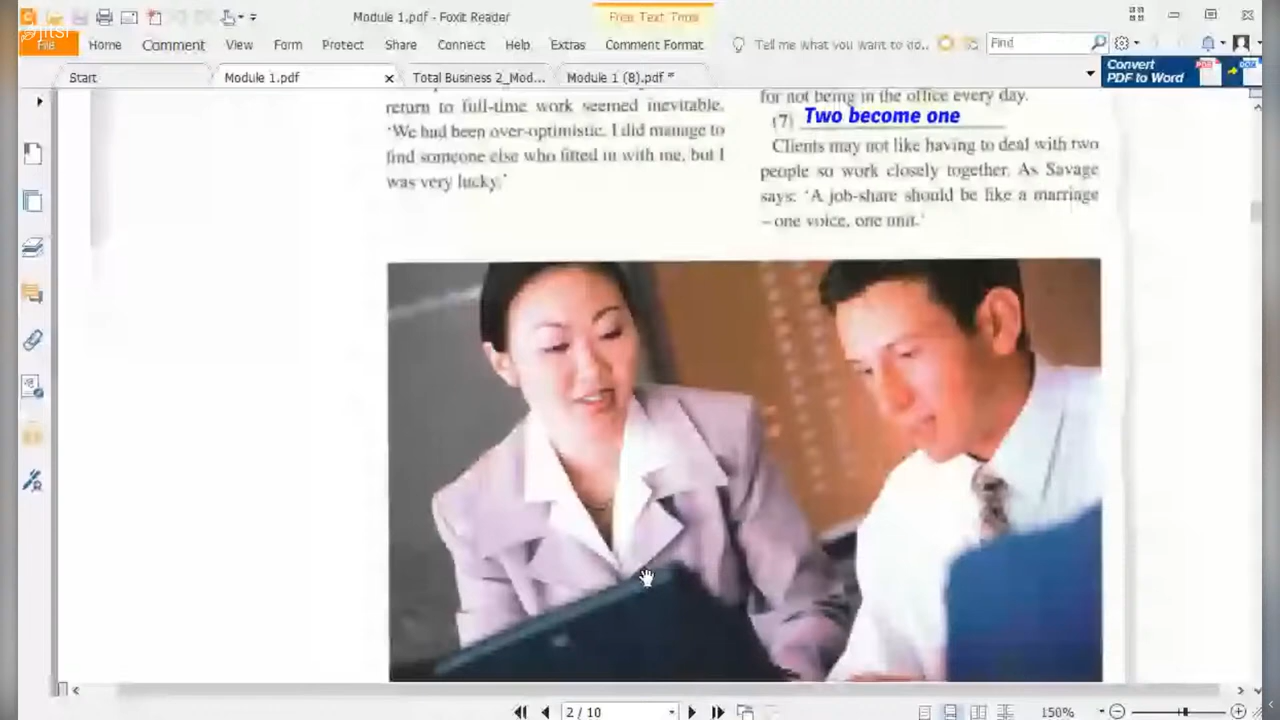 Jitsi
Module 1.pdf - Foxit Reader
Free Text Tools
File
Home
Comment
View
Form
Protect
Share
Connect
Help
Extras
Comment Format
Tell me what you want to do..
Find
Start
Module 1.pdf
Total Business 2_Mod...
Module 1 (8).pdf *
Convert
PDF to Word
return to full-time work seemed inevitable.
'We had been over-optimistic. I did manage to
find someone else who fitted in with me, but I
was very lucky.'
for not being in the office every day.
(7) Two become one
Clients may not like having to deal with two
people so work closely together. As Savage
says: 'A job-share should be like a marriage
– one voice, one unit.'
2 / 10
150%